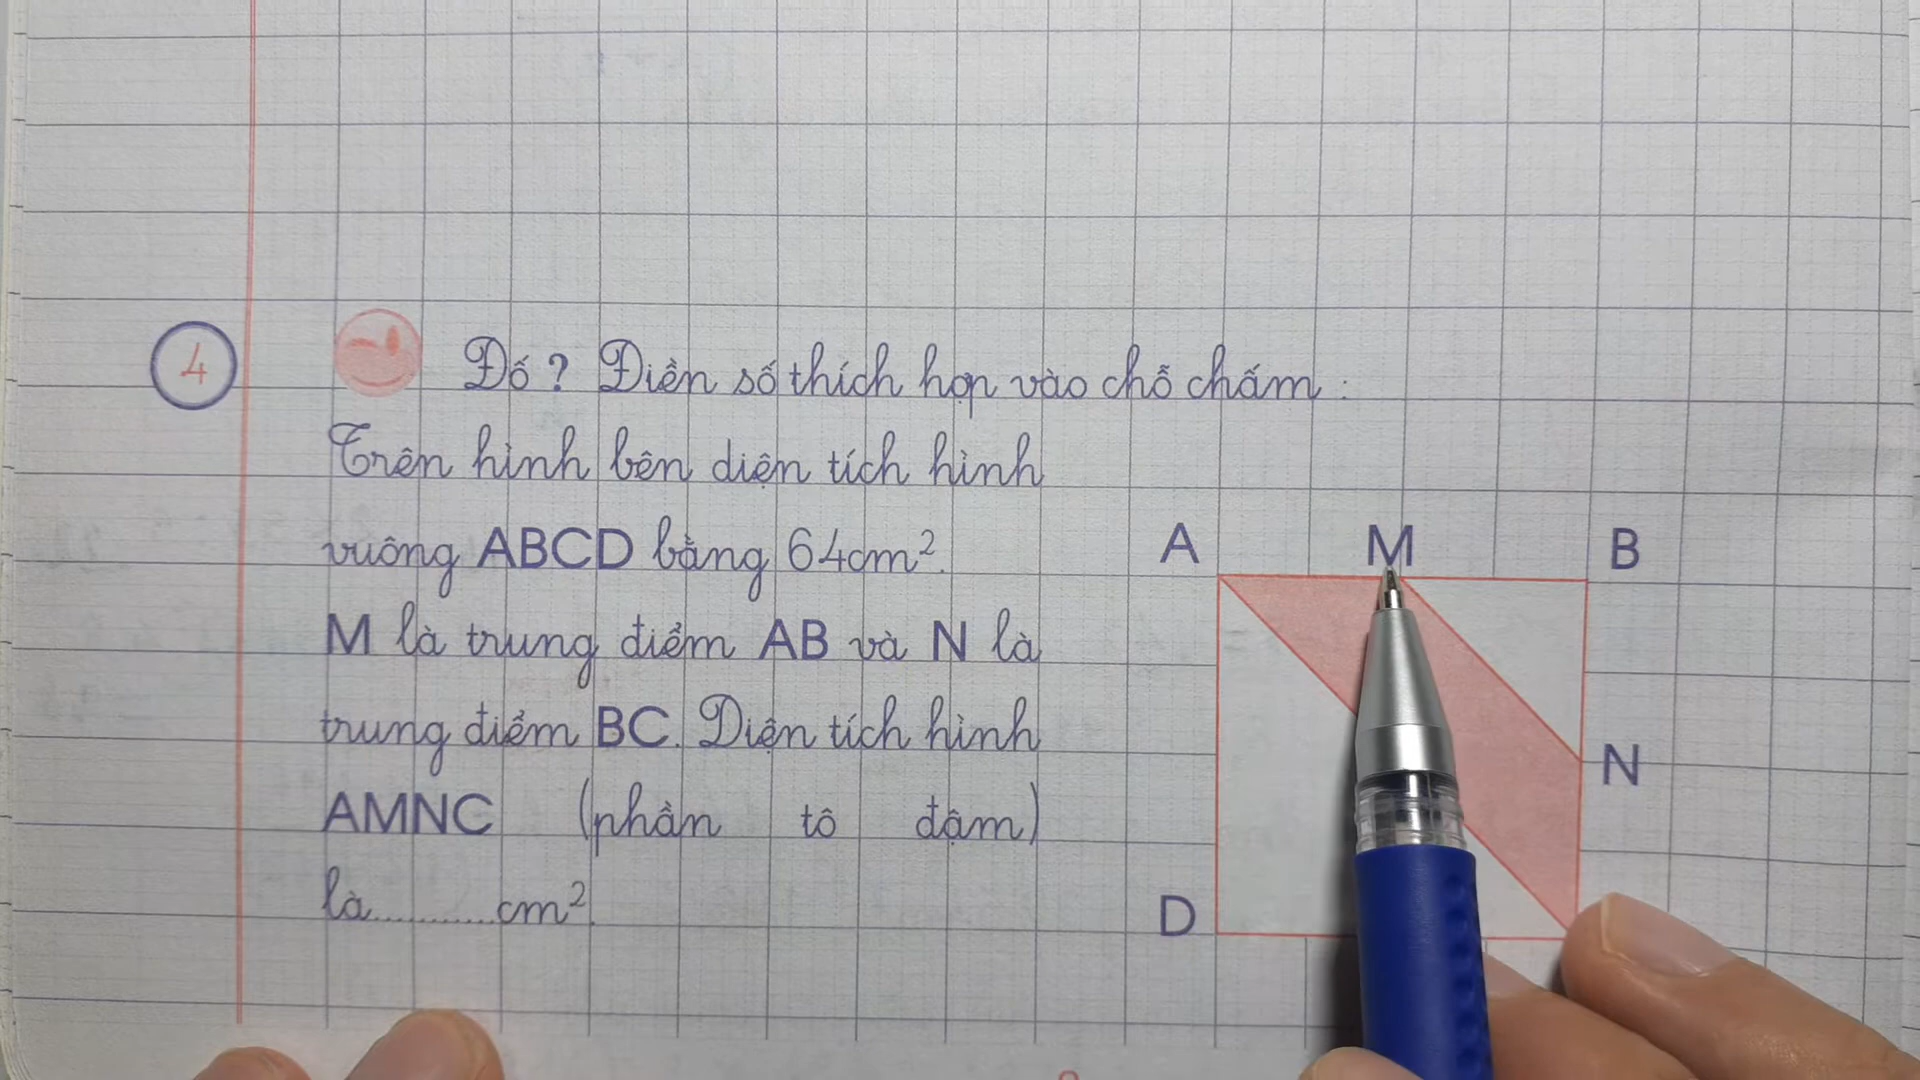 4 Đố? Điền số thích hợp vào chỗ chấm:
Trên hình bên diện tích hình
vuông ABCD bằng 64cm².
M là trung điểm AB và N là
trung điểm BC. Diện tích hình
AMNC (phần tô đậm)
là..........cm².
A M B
N
D